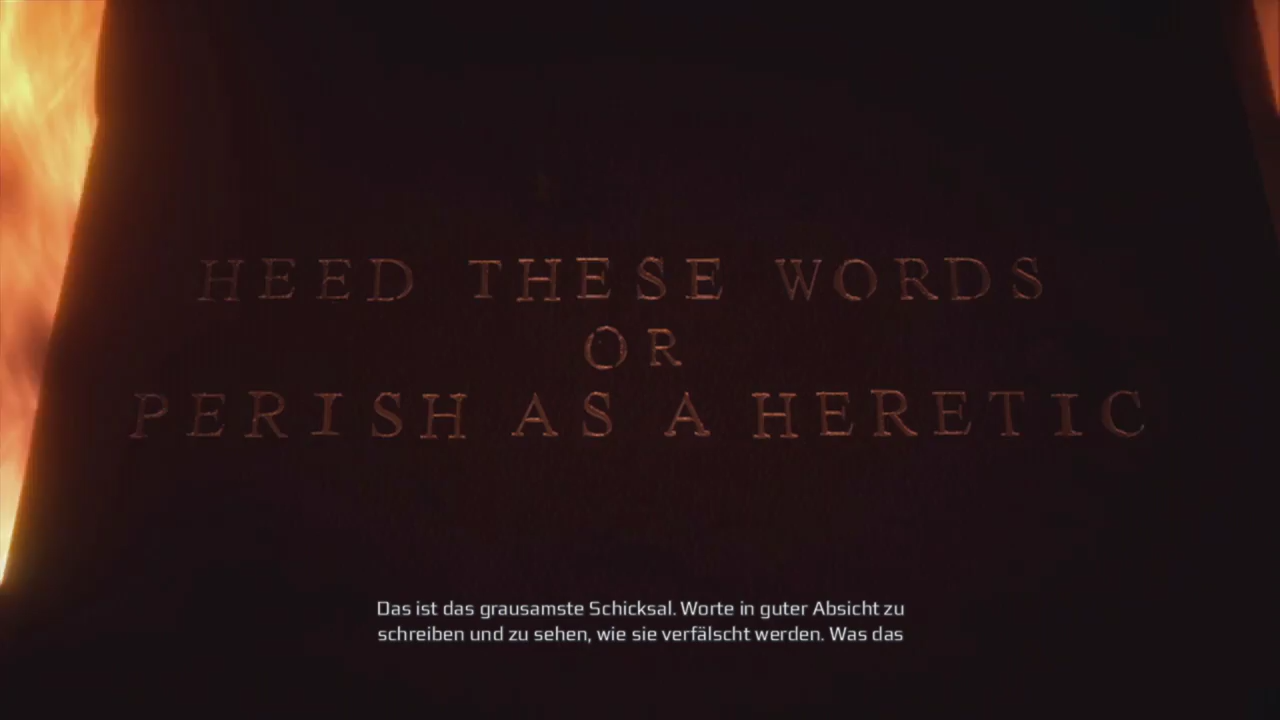 HEED THESE WORDS
OR
PERISH AS A HERETIC
Das ist das grausamste Schicksal. Worte in guter Absicht zu
schreiben und zu sehen, wie sie verfälscht werden. Was das